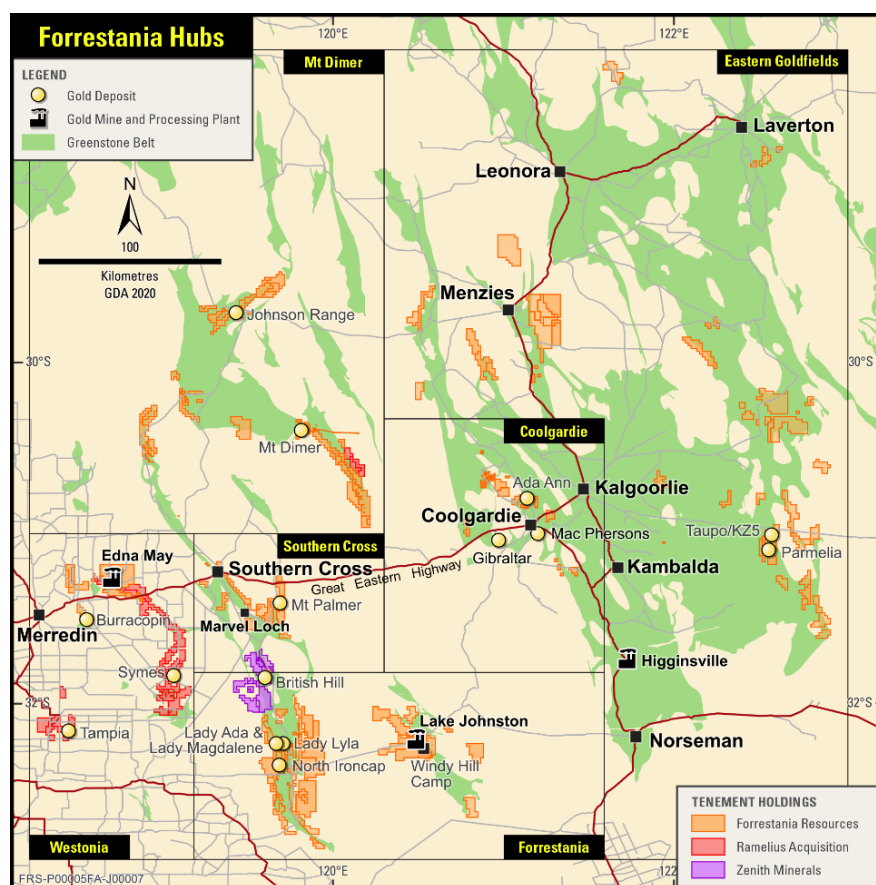 Forrestania Hubs
LEGEND
Gold Deposit
Gold Mine and Processing Plant
Greenstone Belt
120°E
122°E
Mt Dimer
Eastern Goldfields
Laverton
Leonora
N
100
Kilometres
GDA 2020
Menzies
Johnson Range
30°S
30°S
Mt Dimer
Coolgardie
Ada Ann
Kalgoorlie
Coolgardie
Mac Phersons
Taupo/KZ5
Parmelia
Gibraltar
Southern Cross
Edna May
Southern Cross
Great Eastern Highway
Kambalda
Mt Palmer
Burracopin
Marvel Loch
Merredin
Higginsville
Symes
British Hill
32°S
32°S
Tampia
Lady Ada &
Lady Magdalene
Lady Lyla
North Ironcap
Lake Johnston
Windy Hill
Camp
Norseman
TENEMENT HOLDINGS
Forrestania Resources
Ramelius Acquisition
Zenith Minerals
Westonia
Forrestania
FRS-P00005FA-J00007
120°E
122°E